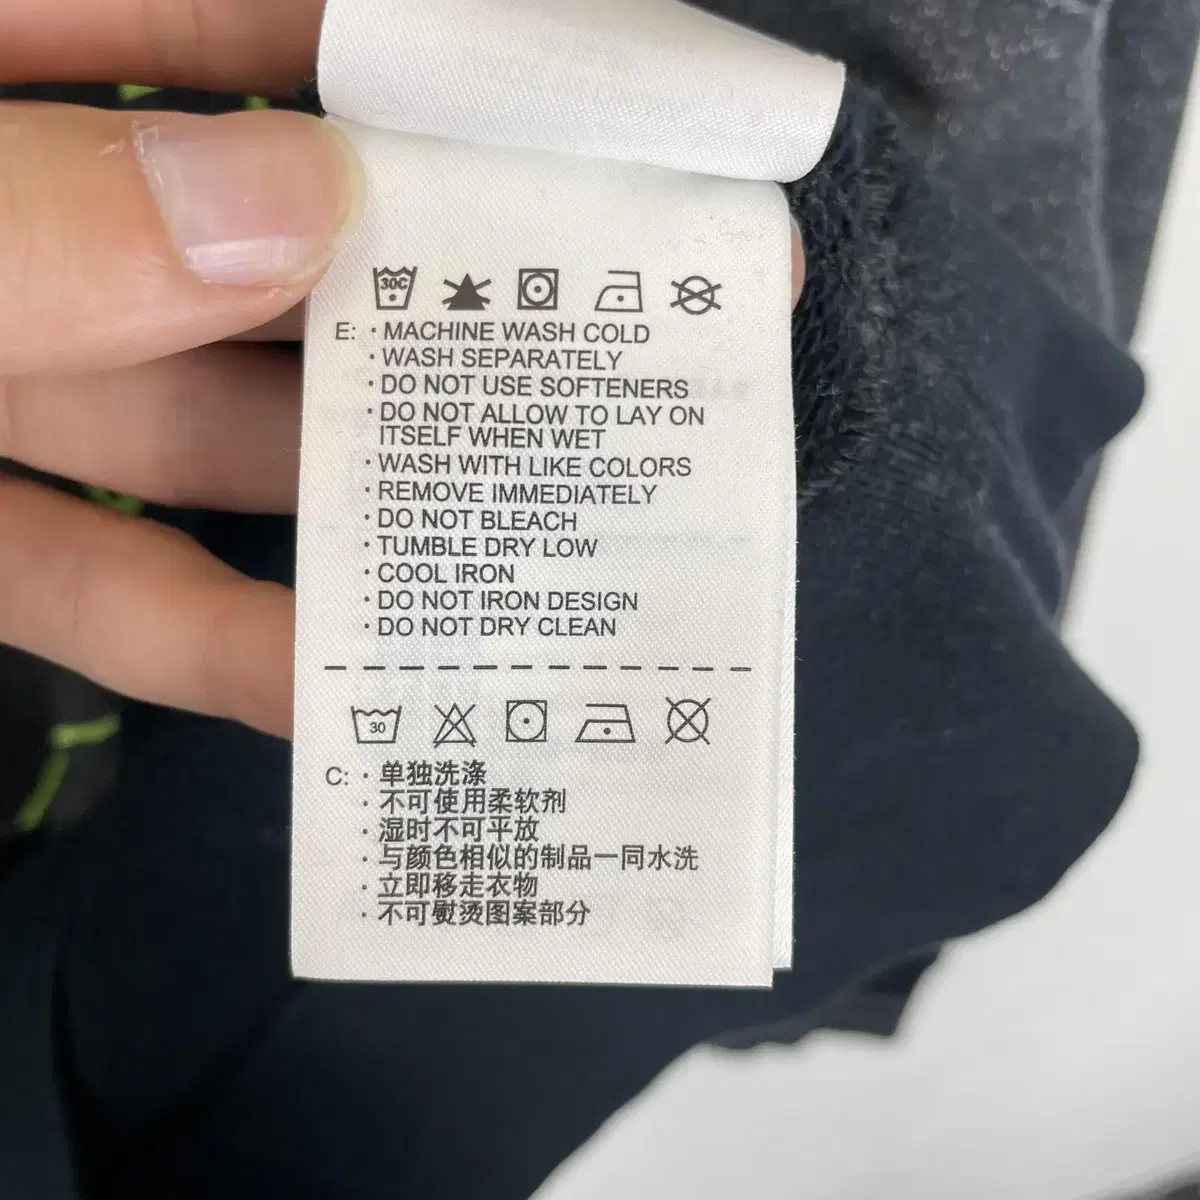 30C
E: · MACHINE WASH COLD
· WASH SEPARATELY
· DO NOT USE SOFTENERS
· DO NOT ALLOW TO LAY ON
ITSELF WHEN WET
· WASH WITH LIKE COLORS
· REMOVE IMMEDIATELY
· DO NOT BLEACH
· TUMBLE DRY LOW
· COOL IRON
· DO NOT IRON DESIGN
· DO NOT DRY CLEAN
30
C: · 单独洗涤
· 不可使用柔软剂
· 湿时不可平放
· 与颜色相似的制品一同水洗
· 立即移走衣物
· 不可熨烫图案部分